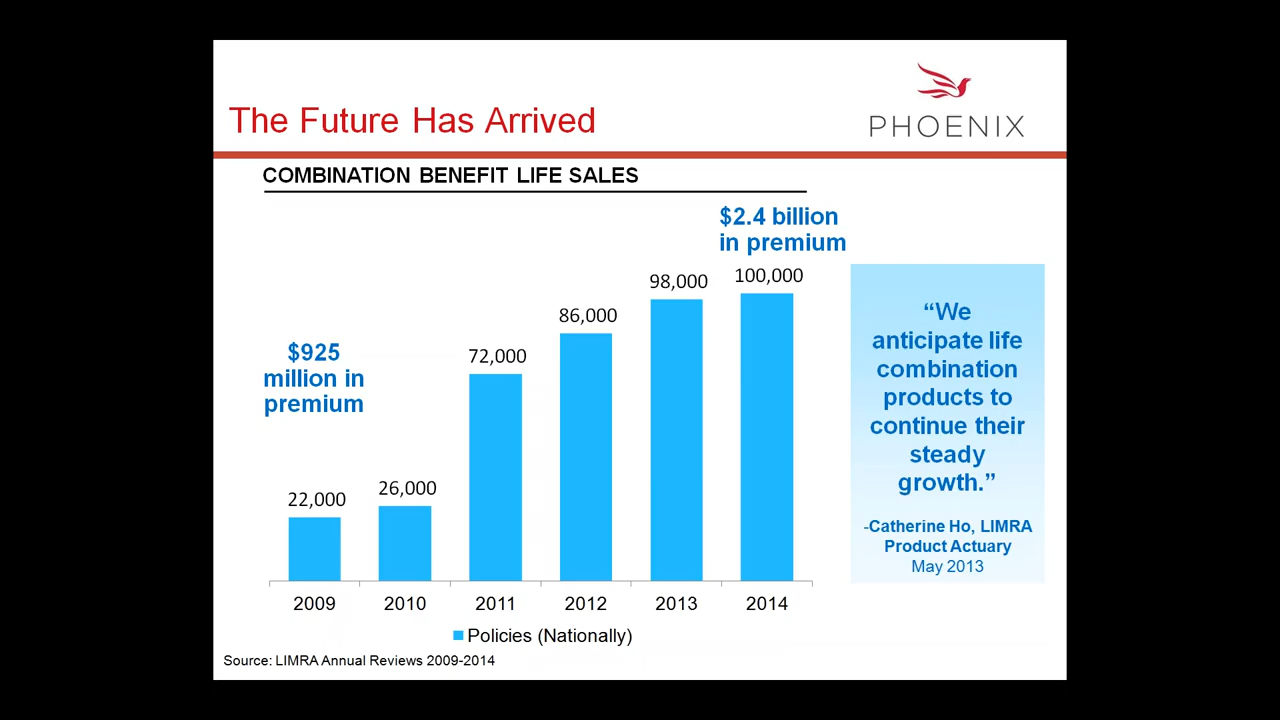 The Future Has Arrived
PHOENIX
COMBINATION BENEFIT LIFE SALES
$2.4 billion
in premium
98,000
100,000
86,000
72,000
$925
million in
premium
22,000
26,000
2009
2010
2011
2012
2013
2014
Policies (Nationally)
Source: LIMRA Annual Reviews 2009-2014
“We
anticipate life
combination
products to
continue their
steady
growth.”
-Catherine Ho, LIMRA
Product Actuary
May 2013